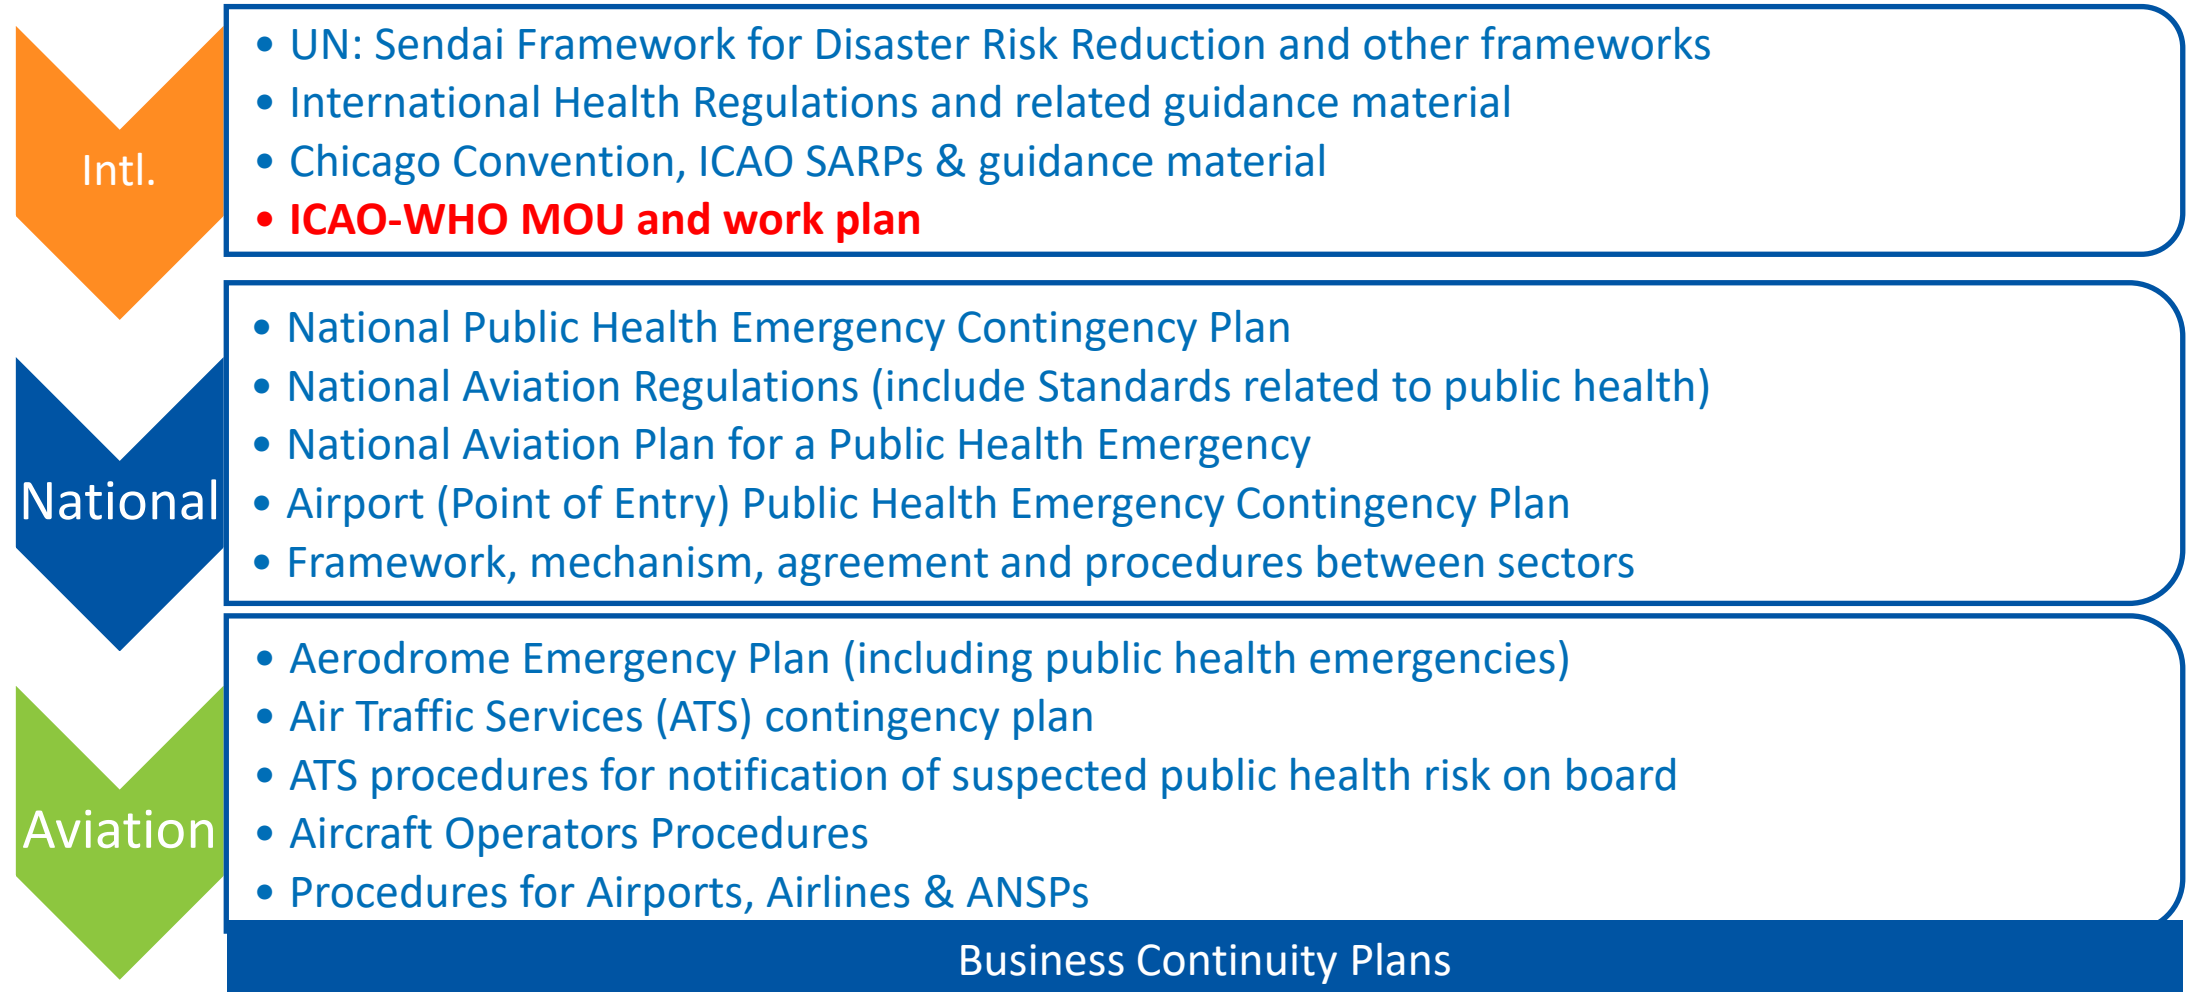 Intl.
• UN: Sendai Framework for Disaster Risk Reduction and other frameworks
• International Health Regulations and related guidance material
• Chicago Convention, ICAO SARPs & guidance material
• ICAO-WHO MOU and work plan
National
• National Public Health Emergency Contingency Plan
• National Aviation Regulations (include Standards related to public health)
• National Aviation Plan for a Public Health Emergency
• Airport (Point of Entry) Public Health Emergency Contingency Plan
• Framework, mechanism, agreement and procedures between sectors
Aviation
• Aerodrome Emergency Plan (including public health emergencies)
• Air Traffic Services (ATS) contingency plan
• ATS procedures for notification of suspected public health risk on board
• Aircraft Operators Procedures
• Procedures for Airports, Airlines & ANSPs
Business Continuity Plans